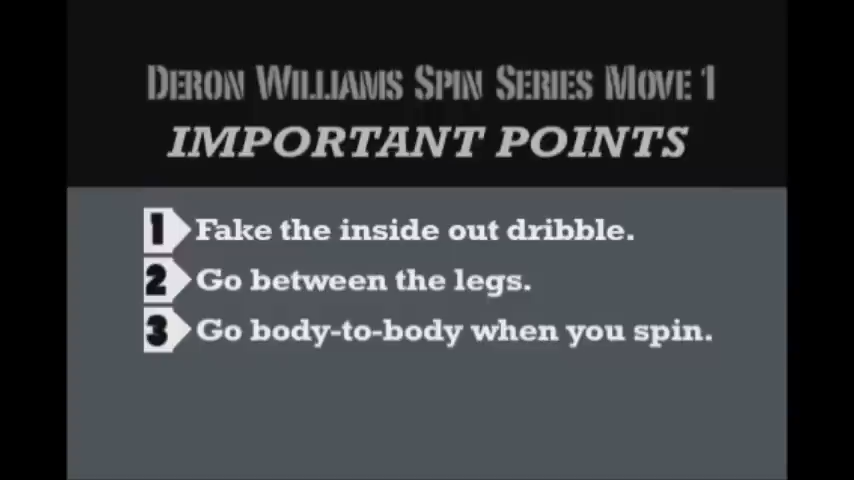 Deron Williams Spin Series Move 1
IMPORTANT POINTS
1 Fake the inside out dribble.
2 Go between the legs.
3 Go body-to-body when you spin.